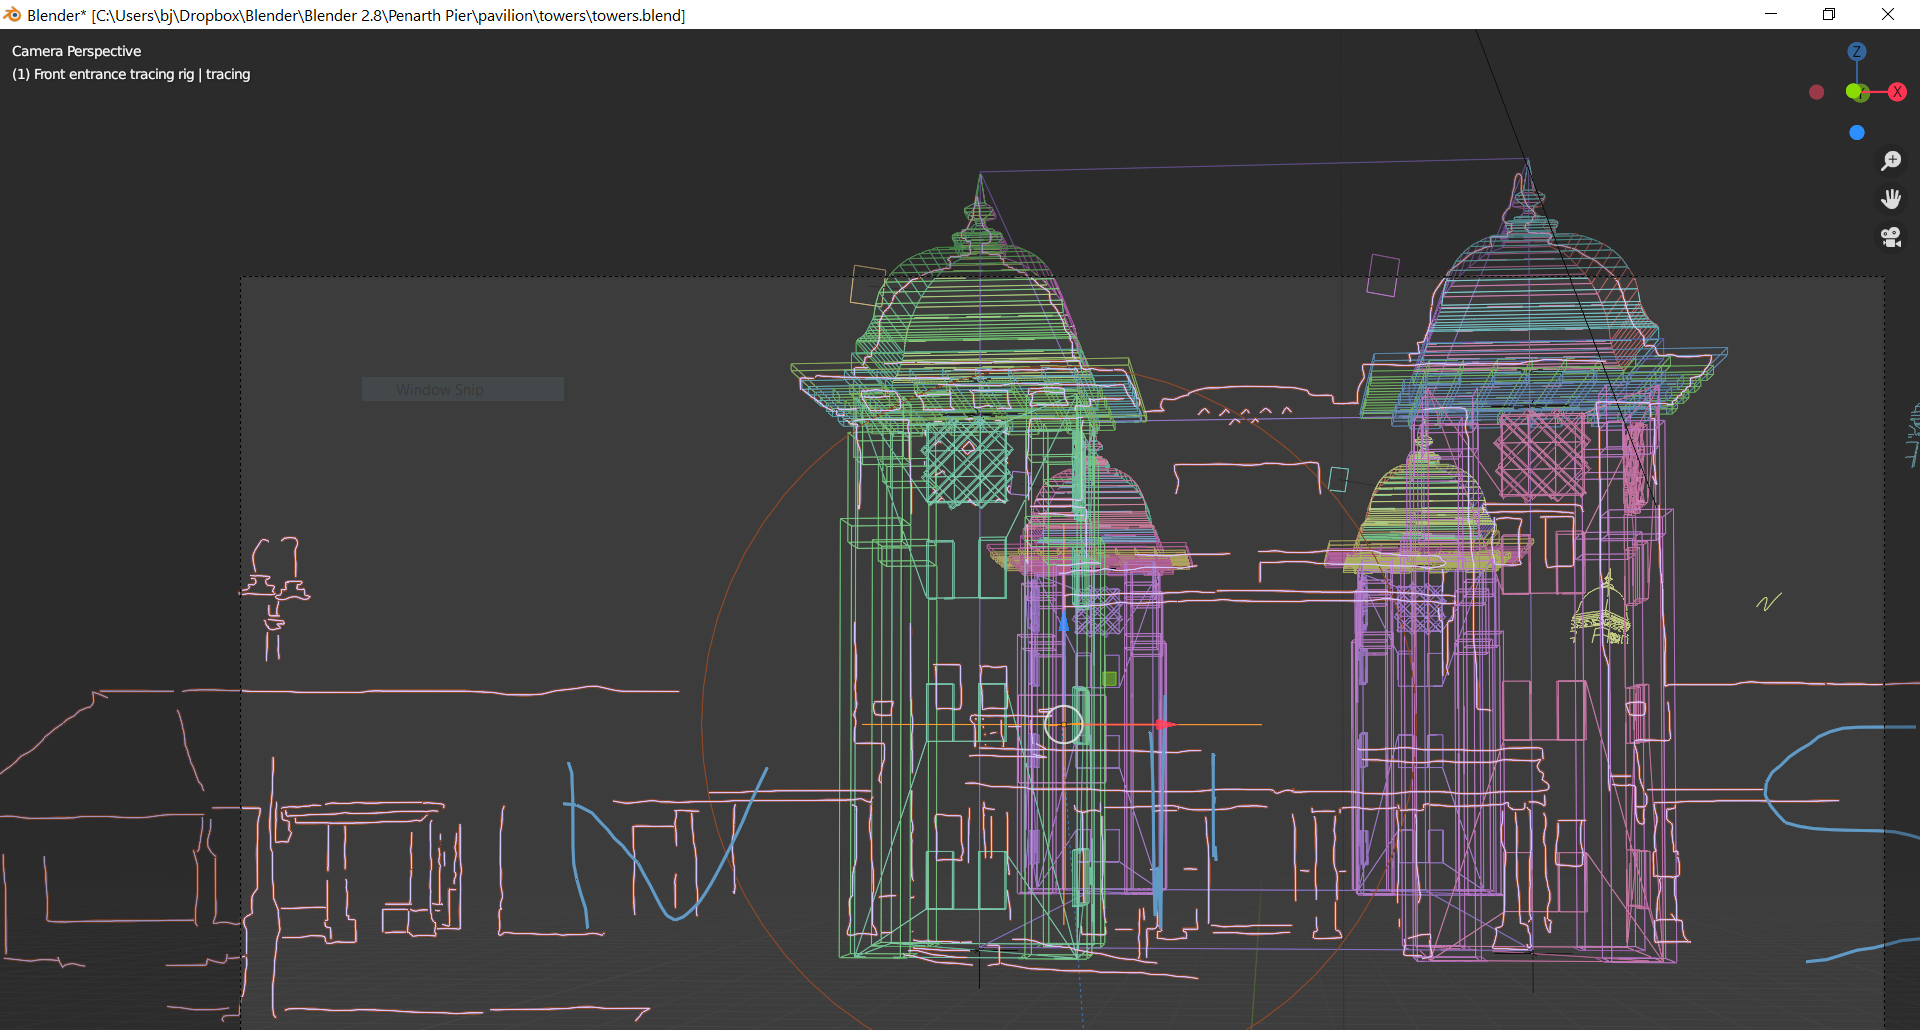 Blender* [C:\Users\bj\Dropbox\Blender\Blender 2.8\Penarth Pier\pavilion\towers\towers.blend]
Camera Perspective
(1) Front entrance tracing rig | tracing
Z
Y
X
Window Snip